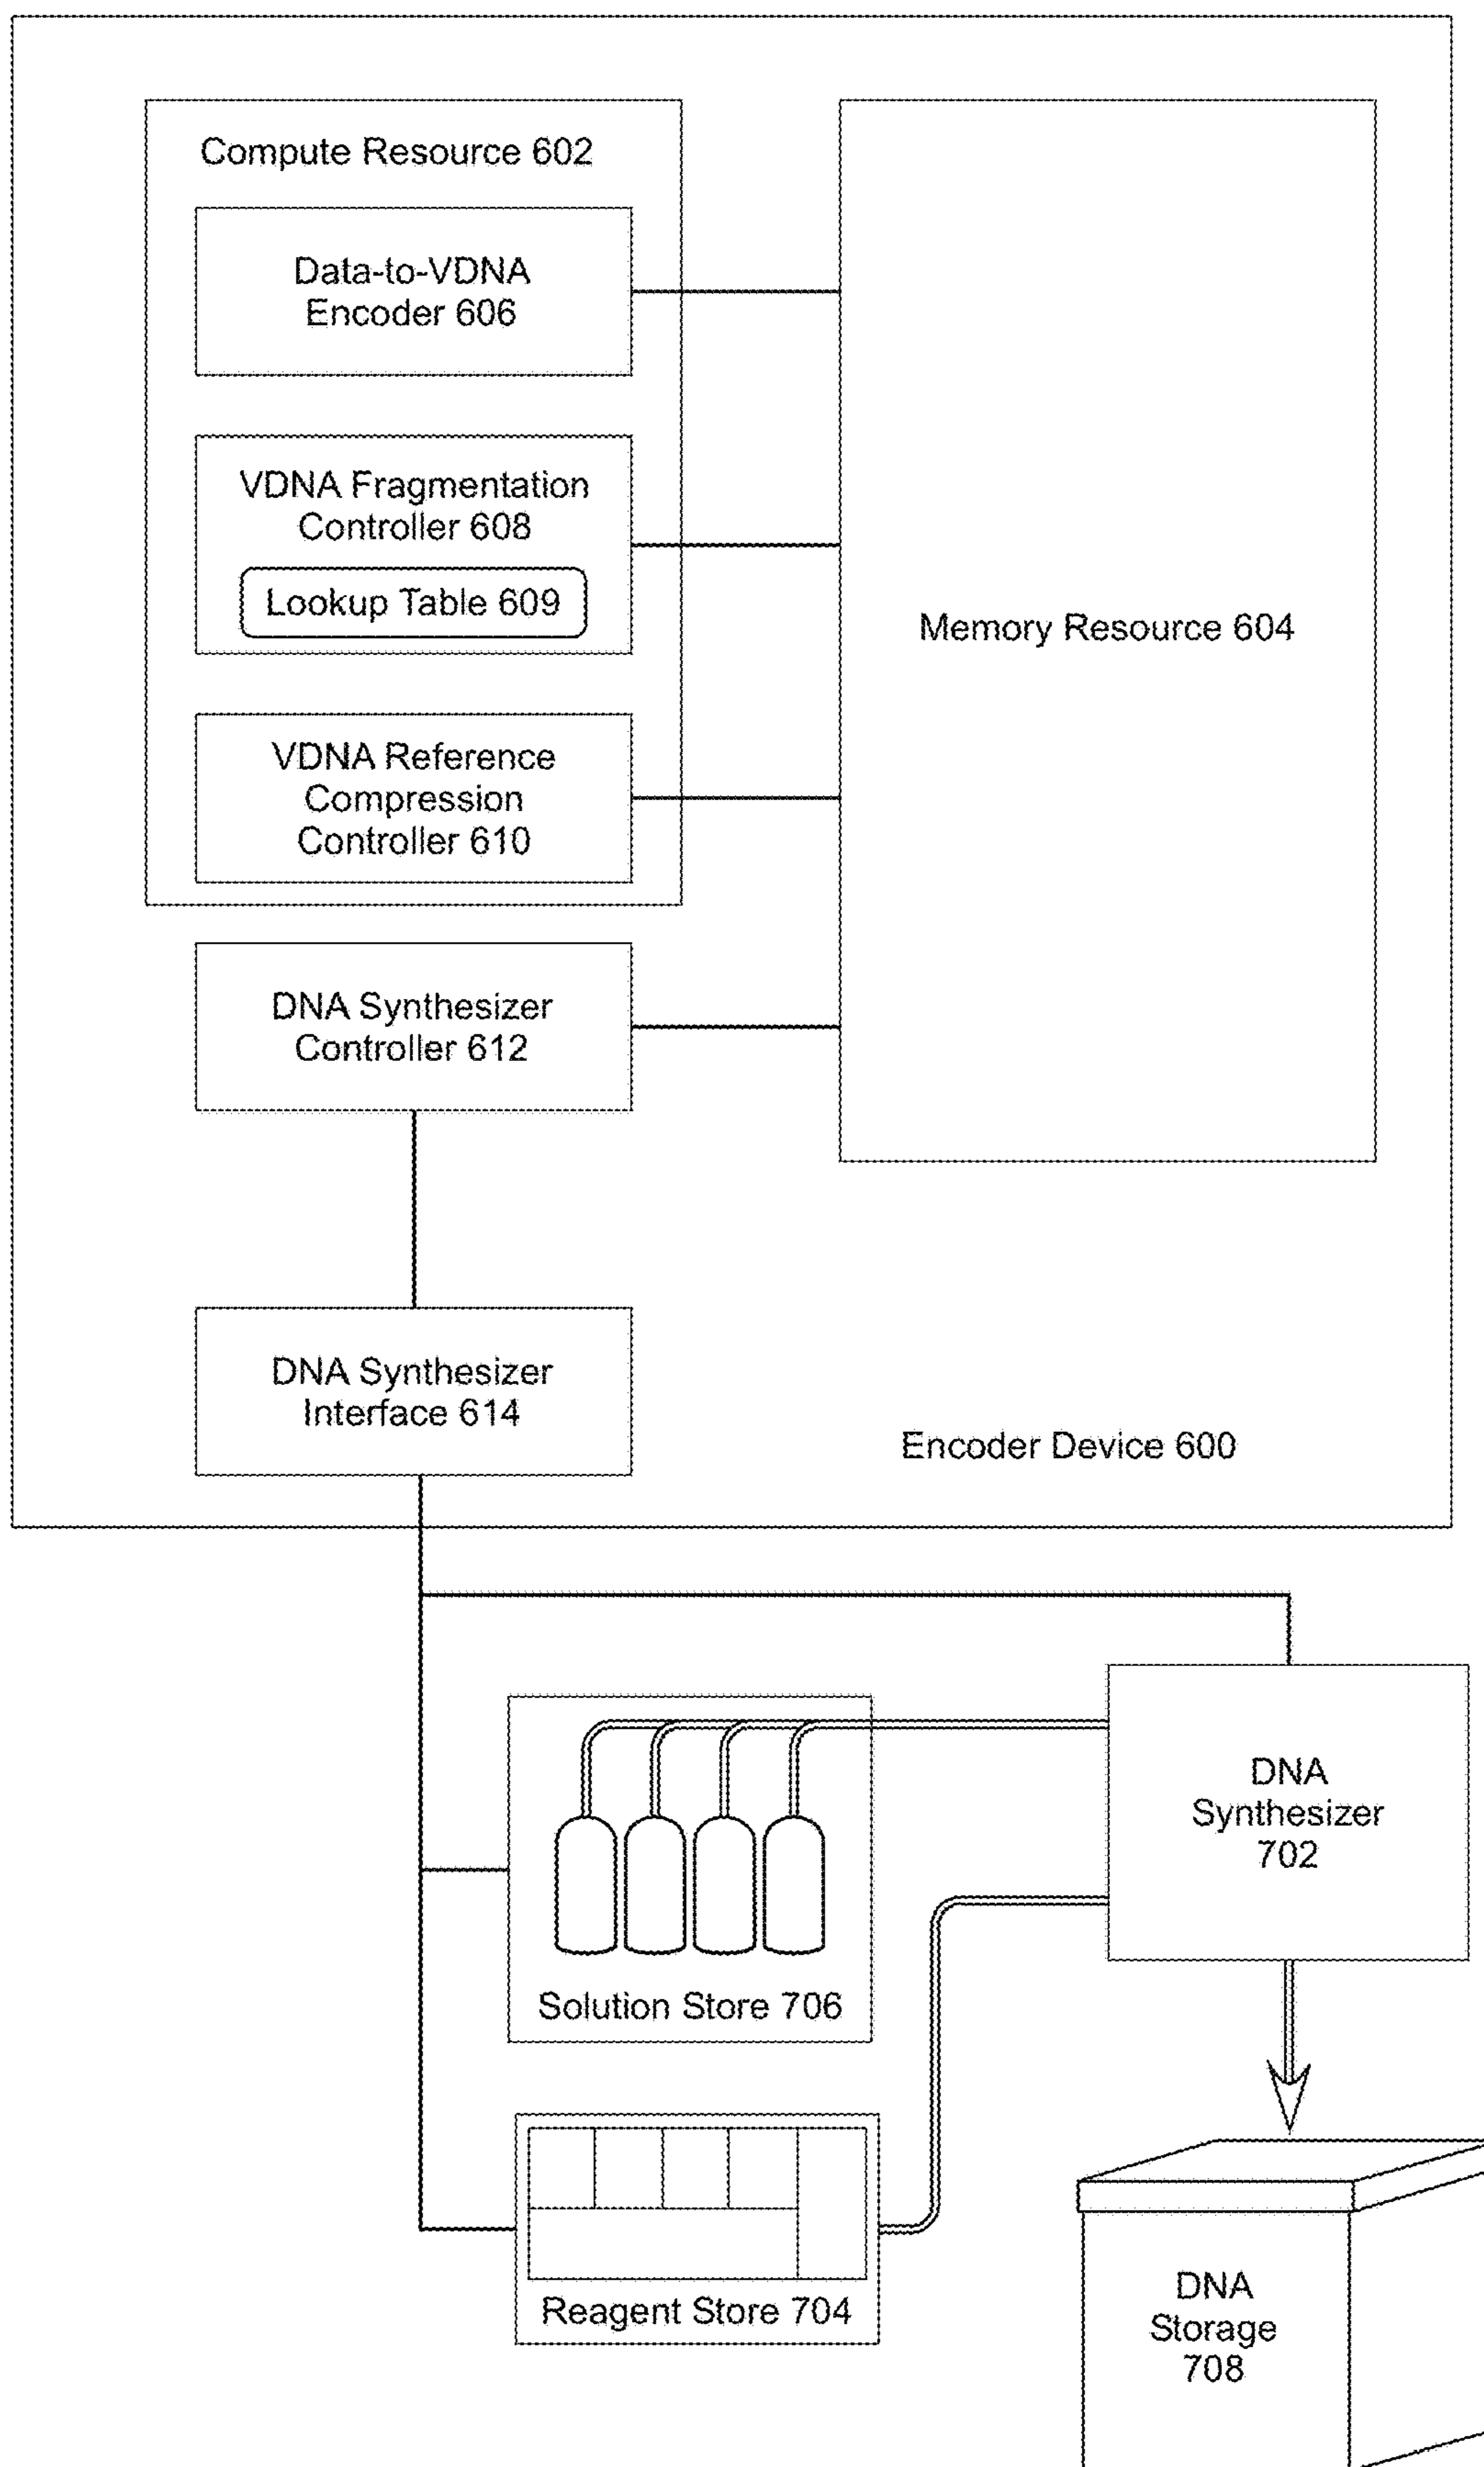 Compute Resource 602
Data-to-VDNA
Encoder 606
VDNA Fragmentation
Controller 608
Lookup Table 609
Memory Resource 604
VDNA Reference
Compression
Controller 610
DNA Synthesizer
Controller 612
DNA Synthesizer
Interface 614
Encoder Device 600
DNA
Synthesizer
702
Solution Store 706
Reagent Store 704
DNA
Storage
708